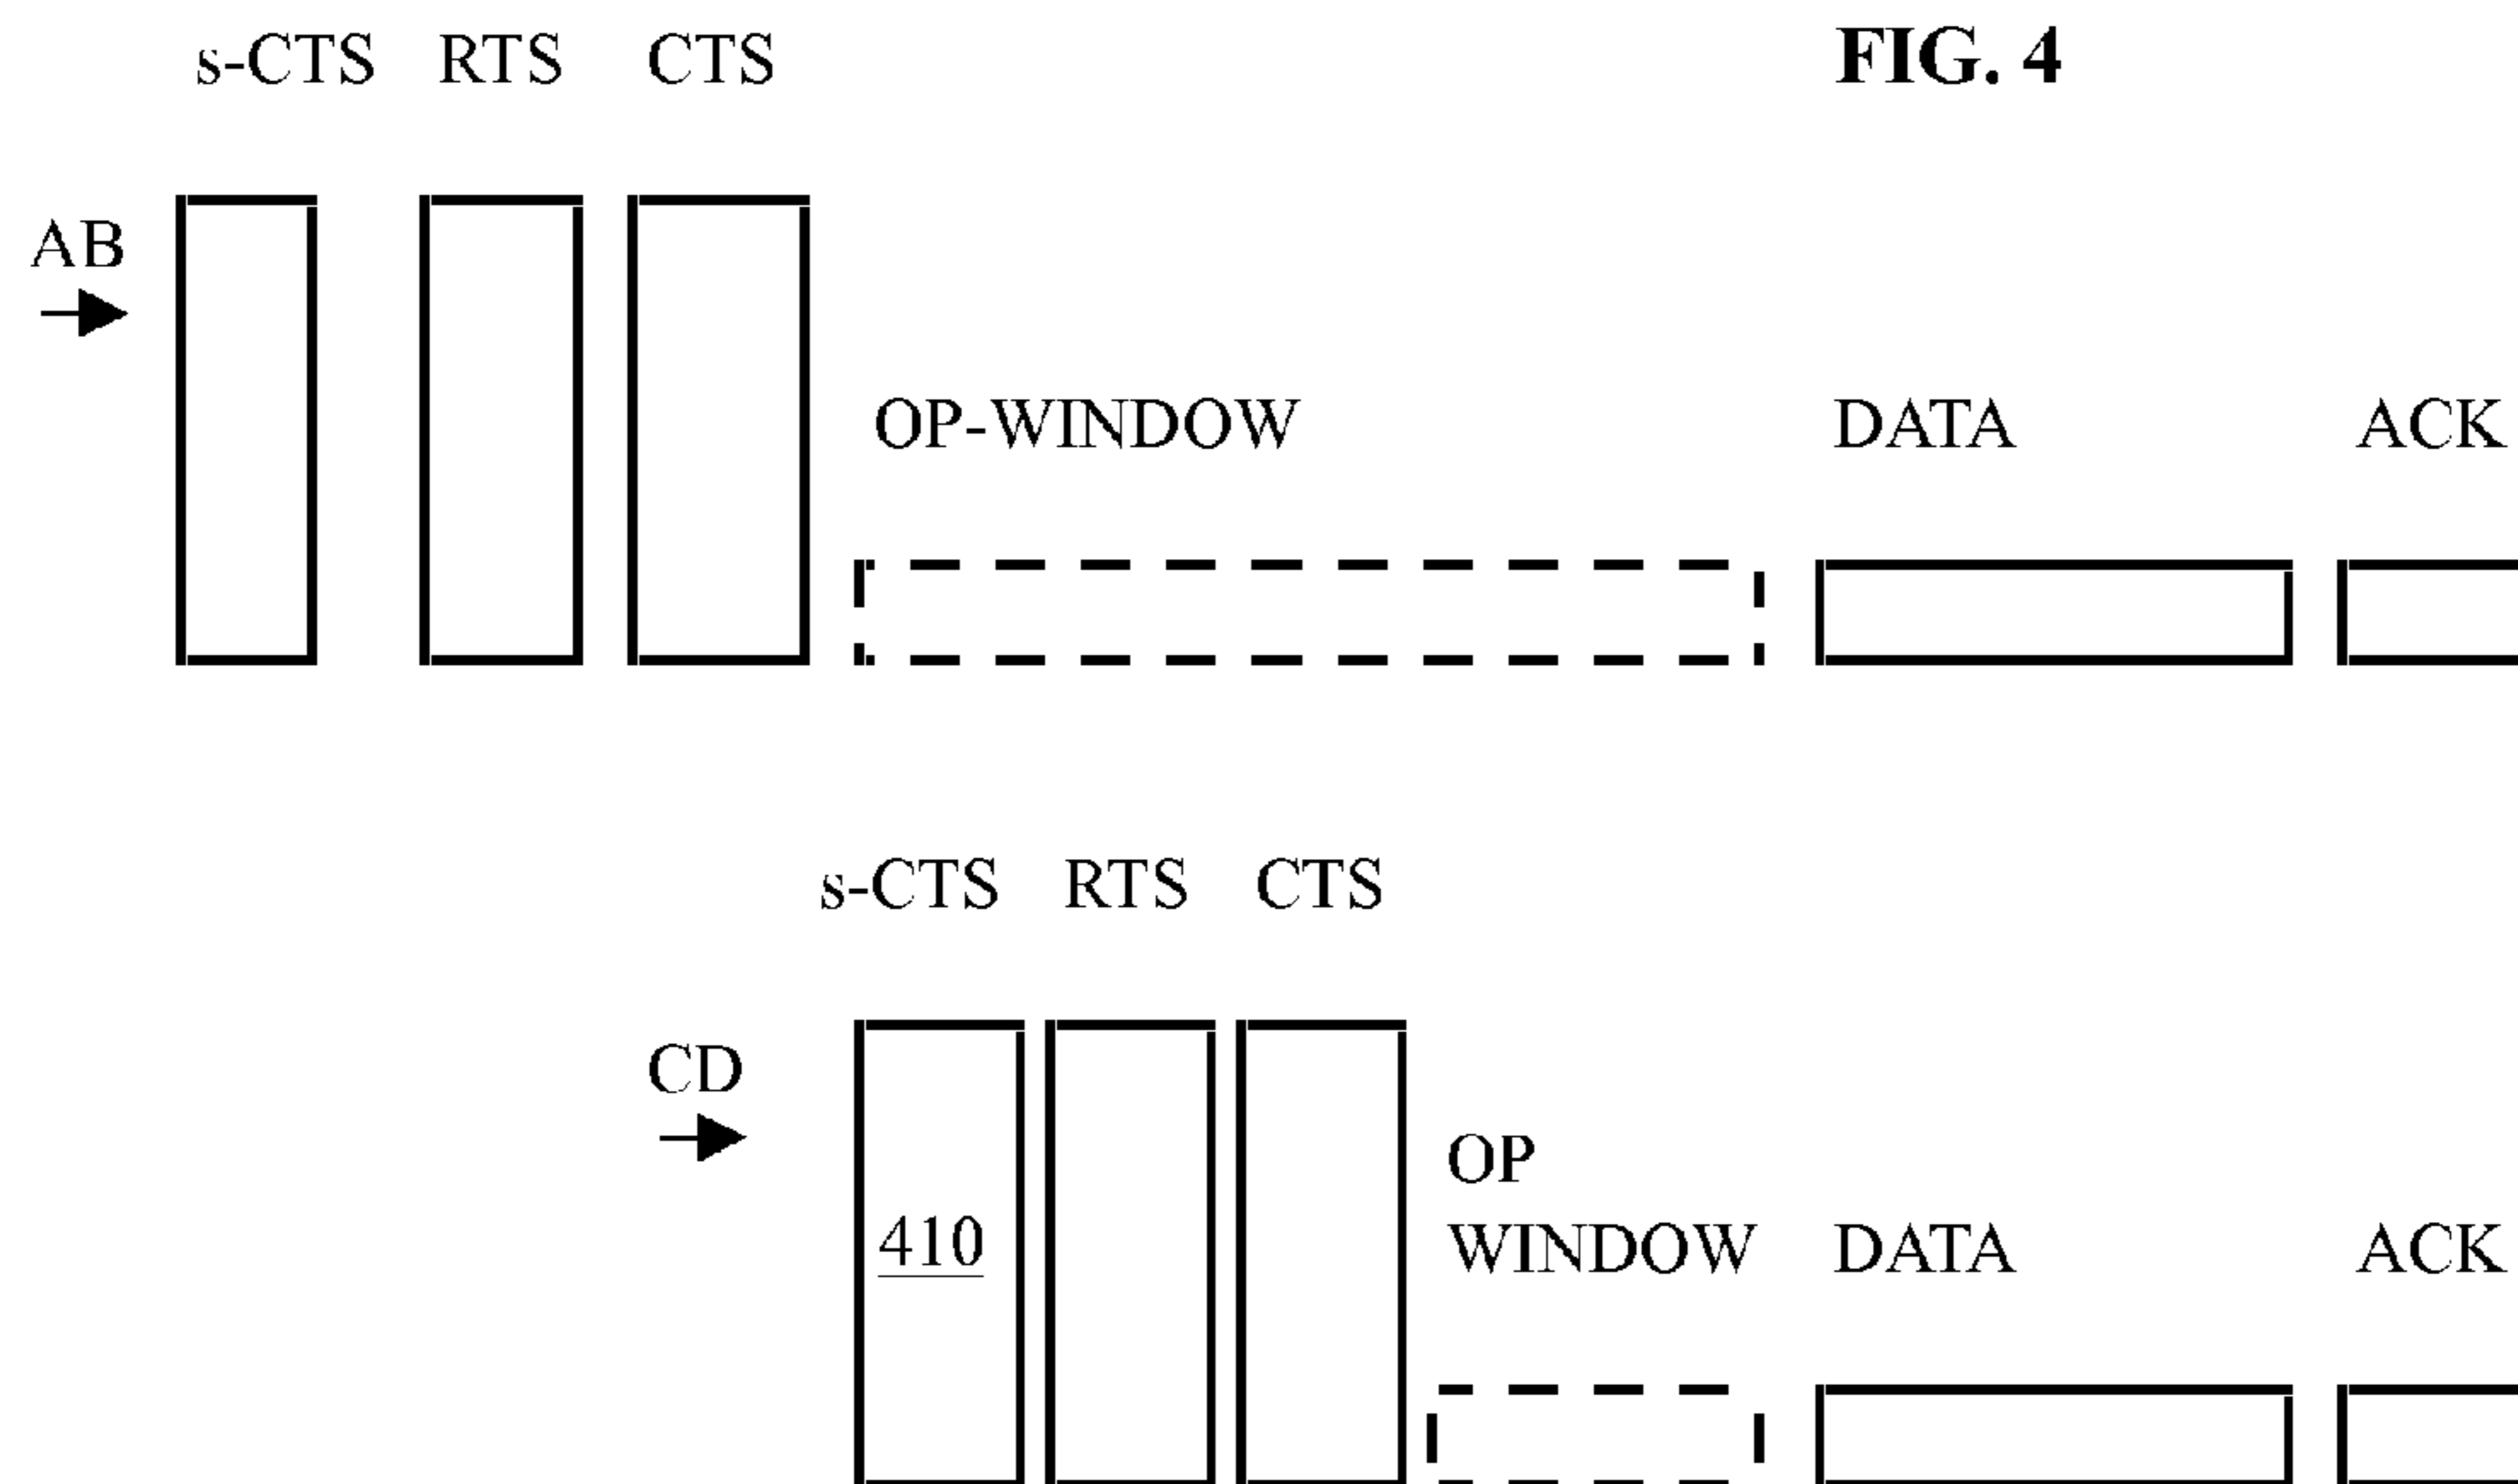 s-CTS RTS CTS FIG. 4
AB
OP-WINDOW DATA ACK
s-CTS RTS CTS
CD
OP
410 WINDOW DATA ACK